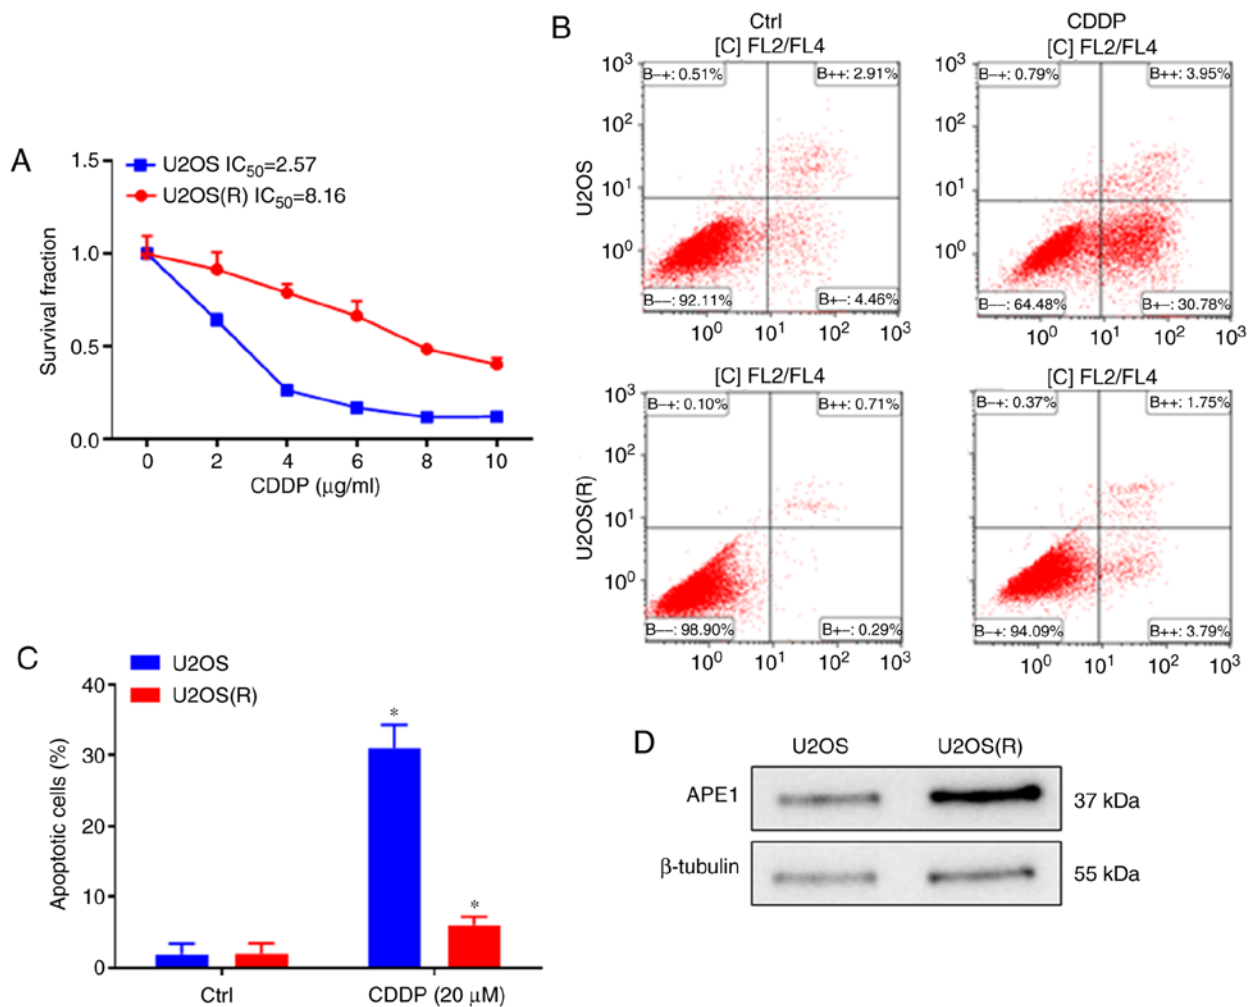 A
U2OS IC50=2.57
U2OS(R) IC50=8.16
Survival fraction
1.5
1.0
0.5
0.0
0 2 4 6 8 10
CDDP (μg/ml)
B
Ctrl
CDDP
U2OS
[C] FL2/FL4
B-+: 0.51%
B++: 2.91%
B--: 92.11%
B+-: 4.46%
10³
10²
10¹
10⁰
10⁰ 10¹ 10² 10³
[C] FL2/FL4
B-+: 0.79%
B++: 3.95%
B--: 64.48%
B+-: 30.78%
10³
10²
10¹
10⁰
10⁰ 10¹ 10² 10³
U2OS(R)
[C] FL2/FL4
B-+: 0.10%
B++: 0.71%
B--: 98.90%
B+-: 0.29%
10³
10²
10¹
10⁰
10⁰ 10¹ 10² 10³
[C] FL2/FL4
B-+: 0.37%
B++: 1.75%
B-+: 94.09%
B++: 3.79%
10³
10²
10¹
10⁰
10⁰ 10¹ 10² 10³
C
U2OS
U2OS(R)
Apoptotic cells (%)
40
30
20
10
0
*
*
Ctrl
CDDP (20 μM)
D
U2OS U2OS(R)
APE1 37 kDa
β-tubulin 55 kDa